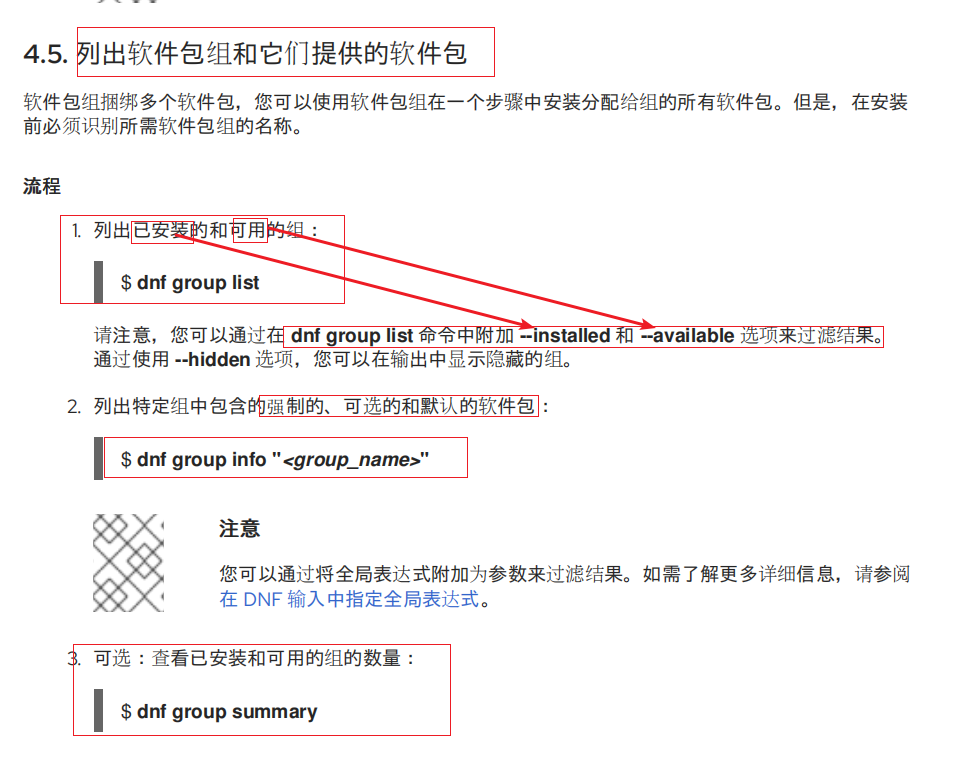 4.5. 列出软件包组和它们提供的软件包
软件包组捆绑多个软件包，您可以使用软件包组在一个步骤中安装分配给组的所有软件包。但是，在安装
前必须识别所需软件包组的名称。
流程
1. 列出已安装的和可用的组：
$ dnf group list
请注意，您可以通过在 dnf group list 命令中附加 --installed 和 --available 选项来过滤结果。
通过使用 --hidden 选项，您可以在输出中显示隐藏的组。
2. 列出特定组中包含的强制的、可选的和默认的软件包：
$ dnf group info "<group_name>"
注意
您可以通过将全局表达式附加为参数来过滤结果。如需了解更多详细信息，请参阅
在 DNF 输入中指定全局表达式。
3. 可选：查看已安装和可用的组的数量：
$ dnf group summary